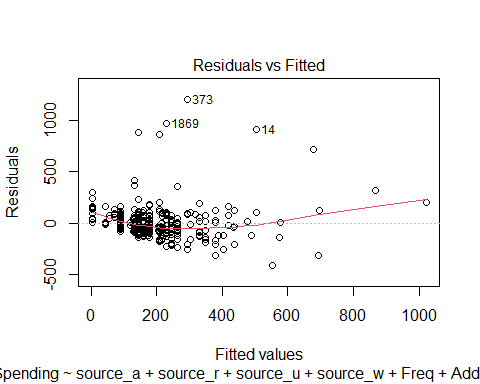 Residuals vs Fitted
373
1869
14
1000
500
0
-500
Residuals
0 200 400 600 800 1000
Fitted values
Spending ~ source_a + source_r + source_u + source_w + Freq + Add